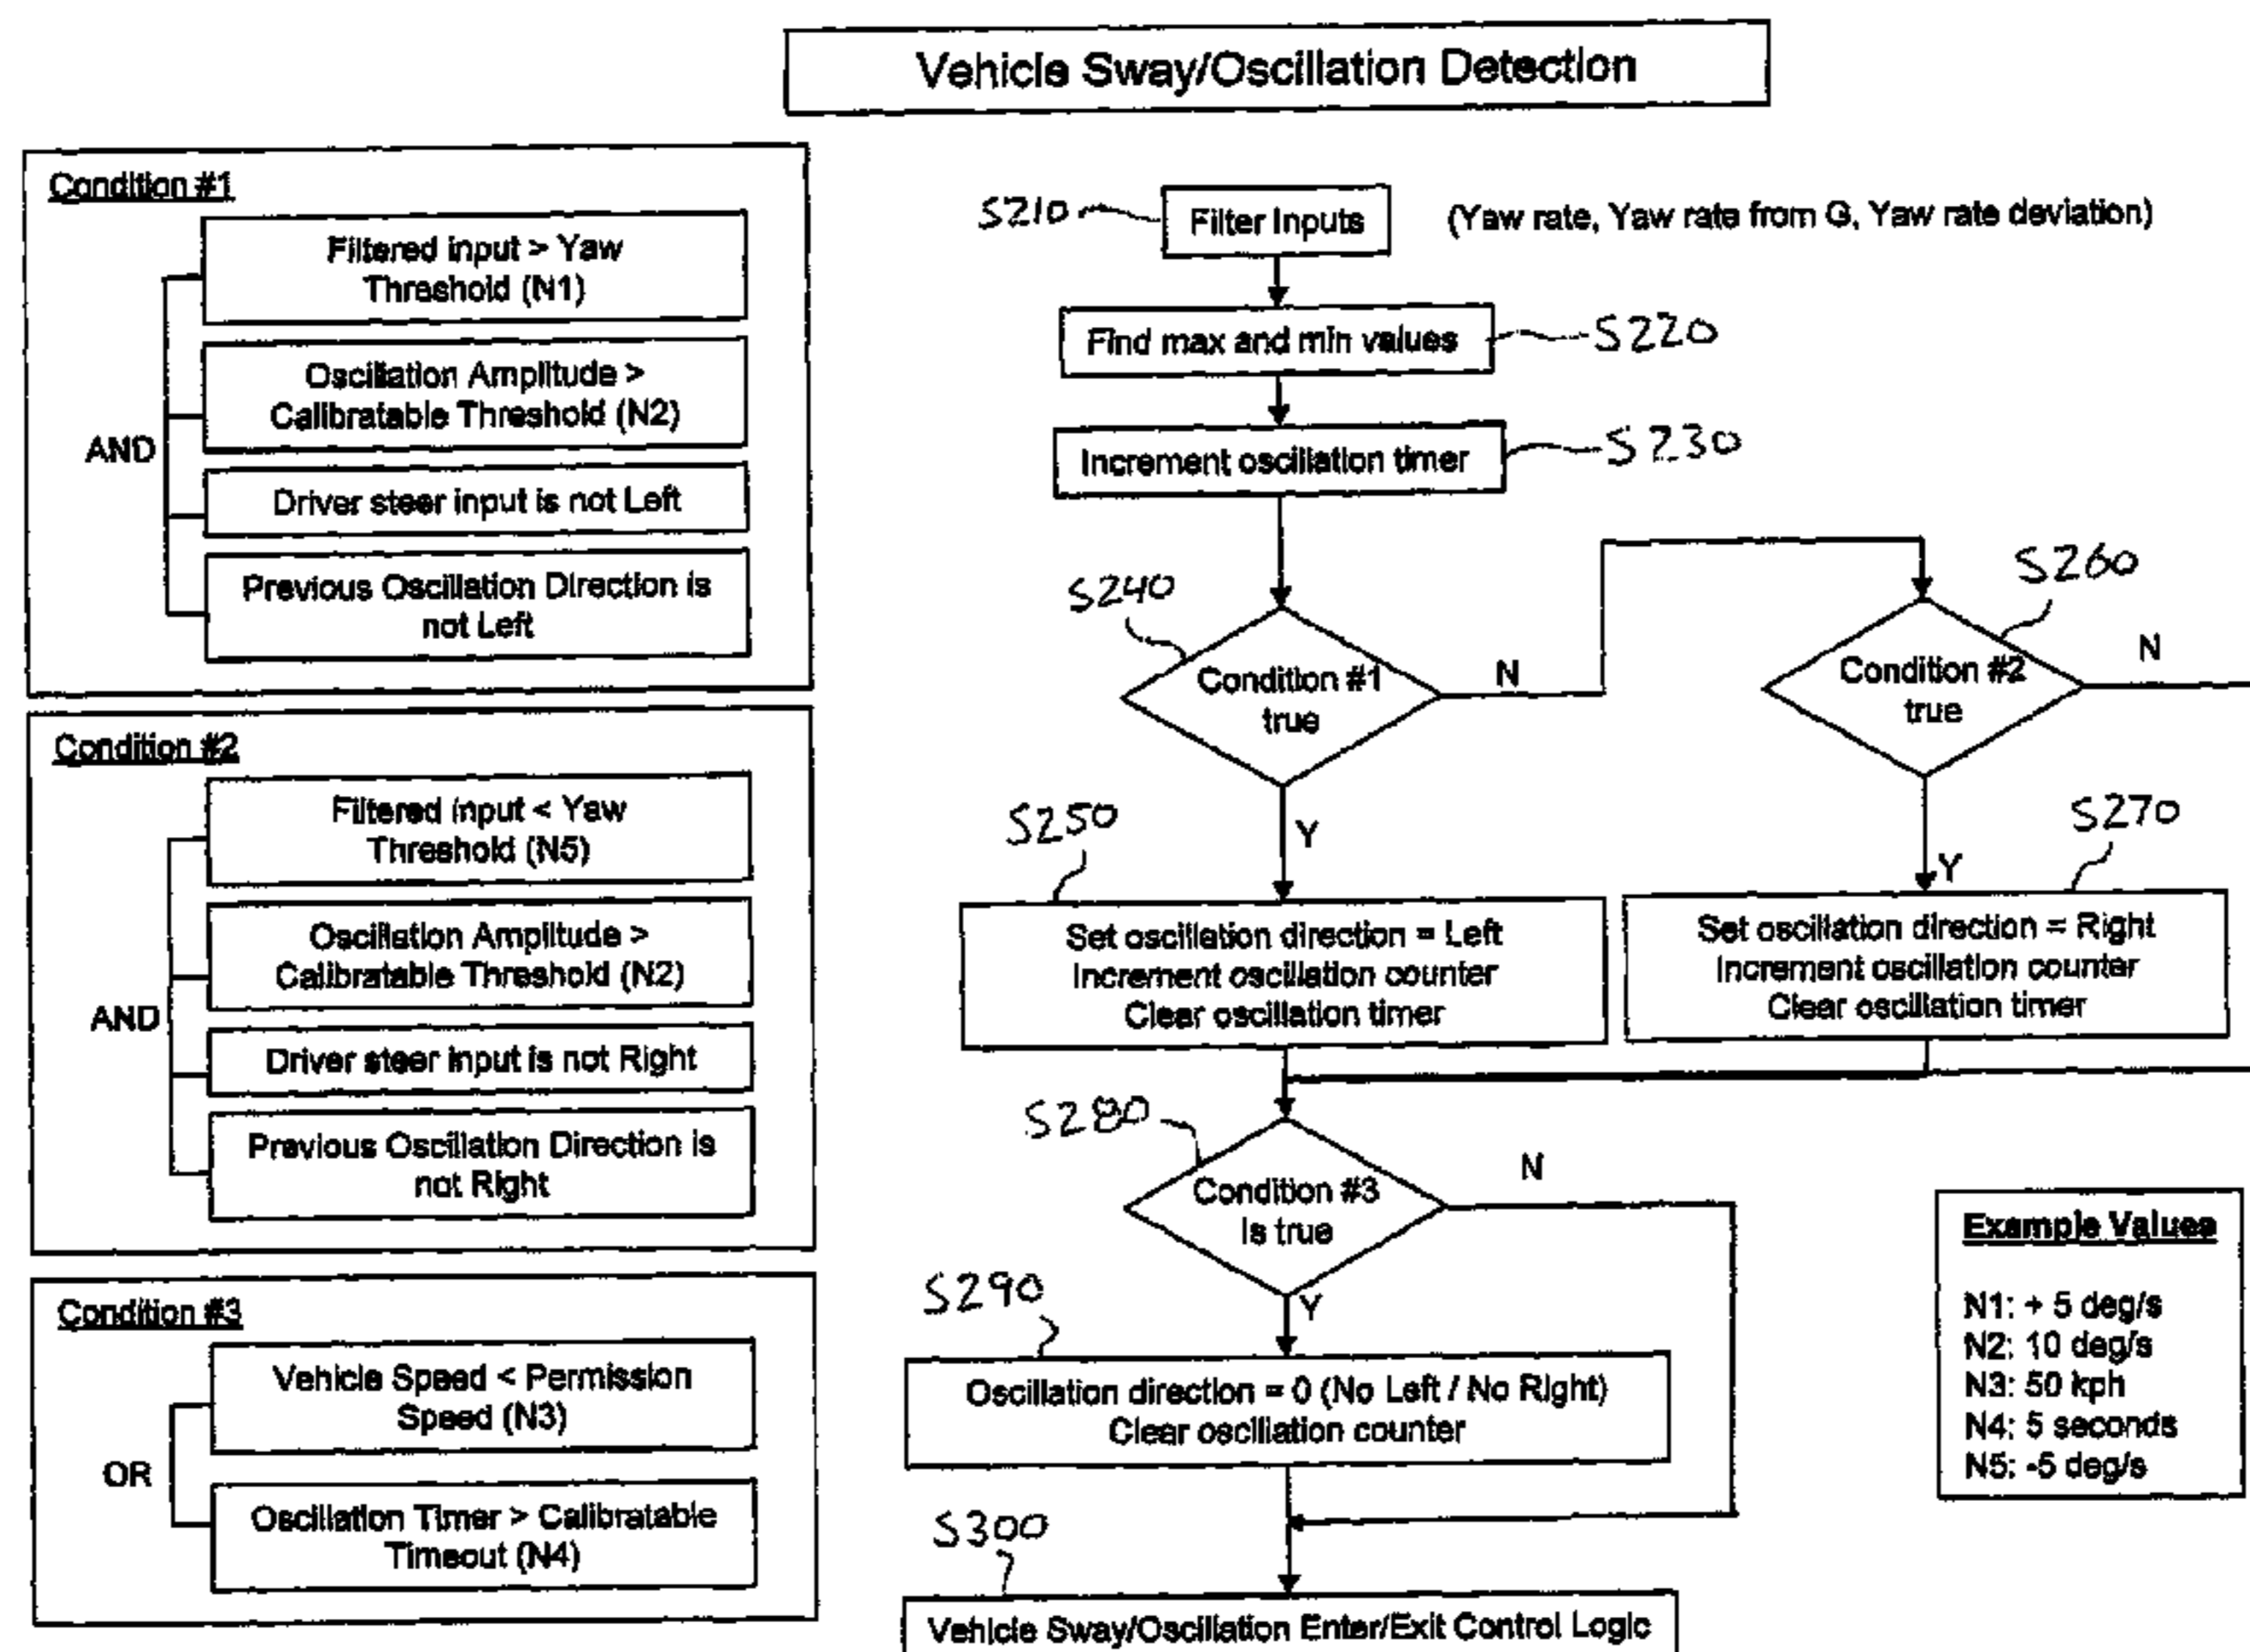 Vehicle Sway/Oscillation Detection
Condition #1
Filtered input > Yaw
Threshold (N1)
Oscillation Amplitude >
Calibratable Threshold (N2)
AND
Driver steer input is not Left
Previous Oscillation Direction is
not Left
Condition #2
Filtered input < Yaw
Threshold (N5)
Oscillation Amplitude >
Calibratable Threshold (N2)
AND
Driver steer input is not Right
Previous Oscillation Direction is
not Right
Condition #3
Vehicle Speed < Permission
Speed (N3)
OR
Oscillation Timer > Calibratable
Timeout (N4)
S210
Filter Inputs
(Yaw rate, Yaw rate from G, Yaw rate deviation)
Find max and min values
S220
Increment oscillation timer
S230
S240
Condition #1
true
N
Y
S260
Condition #2
true
N
Y
S250
Set oscillation direction = Left
Increment oscillation counter
Clear oscillation timer
S270
Set oscillation direction = Right
Increment oscillation counter
Clear oscillation timer
S280
Condition #3
Is true
N
Y
S290
Oscillation direction = 0 (No Left / No Right)
Clear oscillation counter
S300
Vehicle Sway/Oscillation Enter/Exit Control Logic
Example Values
N1: + 5 deg/s
N2: 10 deg/s
N3: 50 kph
N4: 5 seconds
N5: -5 deg/s